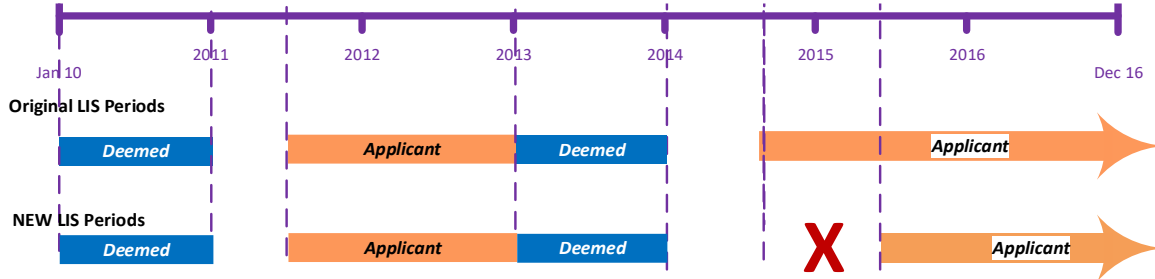 2011 2012 2013 2014 2015 2016
Jan 10 Dec 16
Original LIS Periods
Deemed Applicant Deemed Applicant
NEW LIS Periods
Deemed Applicant Deemed X Applicant